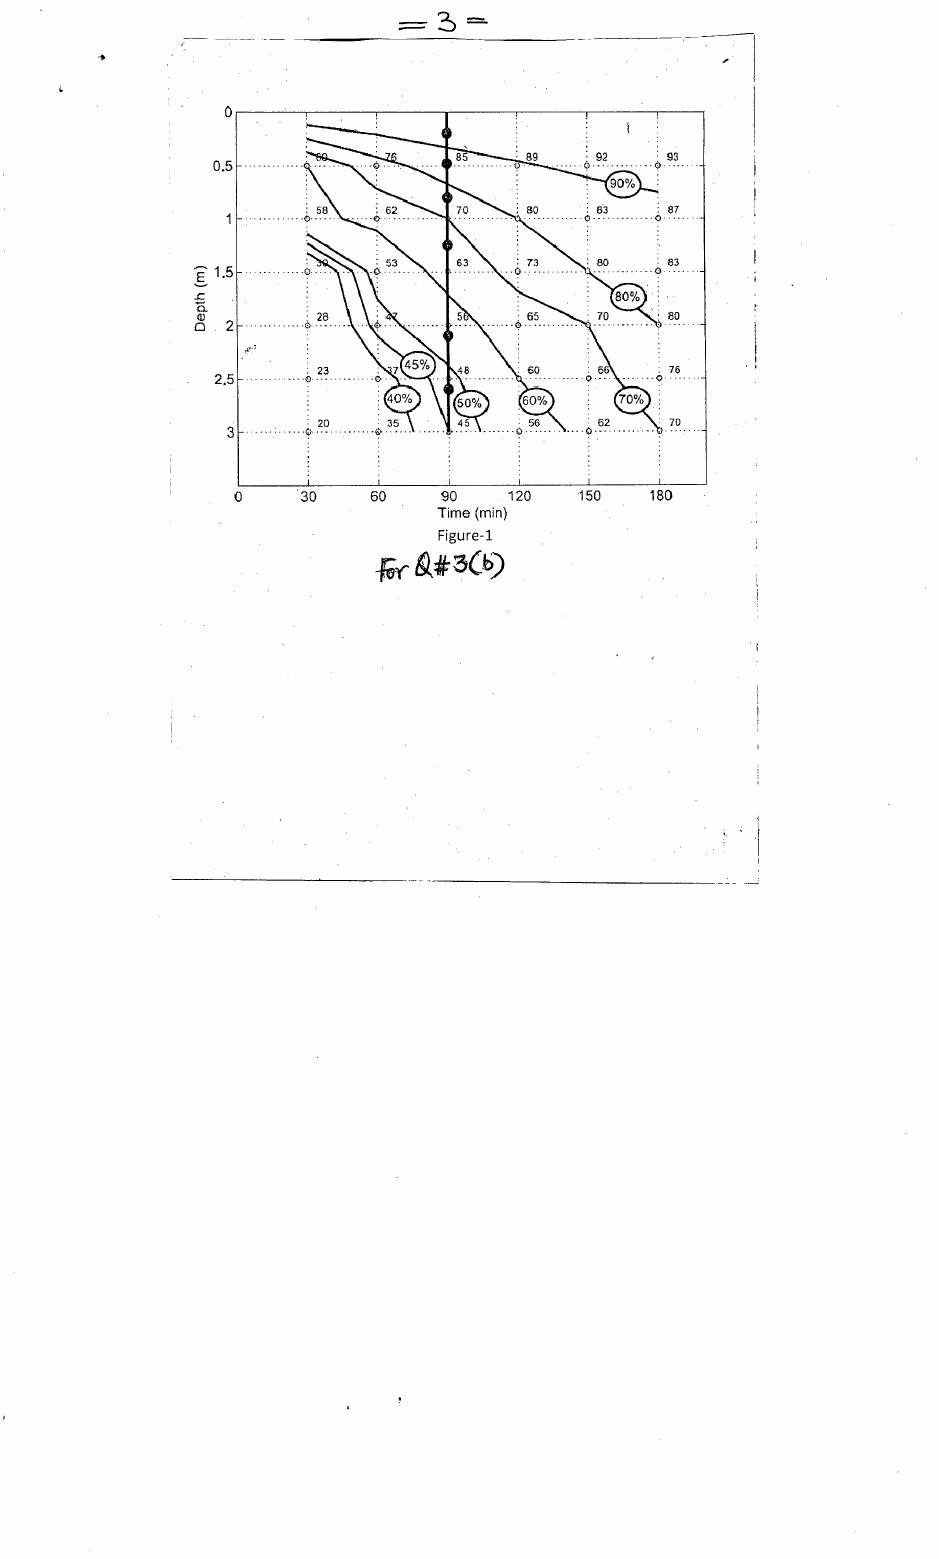 = 3 =
0
60 76 85 89 92 93
0.5
90%
58 62 70 80 83 87
1
39 53 63 73 80 83
1.5
80%
28 47 56 65 70 80
2
45%
23 37 48 60 66 76
2.5
40% 50% 60% 70%
20 35 45 56 62 70
3
Depth (m)
0 30 60 90 120 150 180
Time (min)
Figure-1
For Q#3(b)